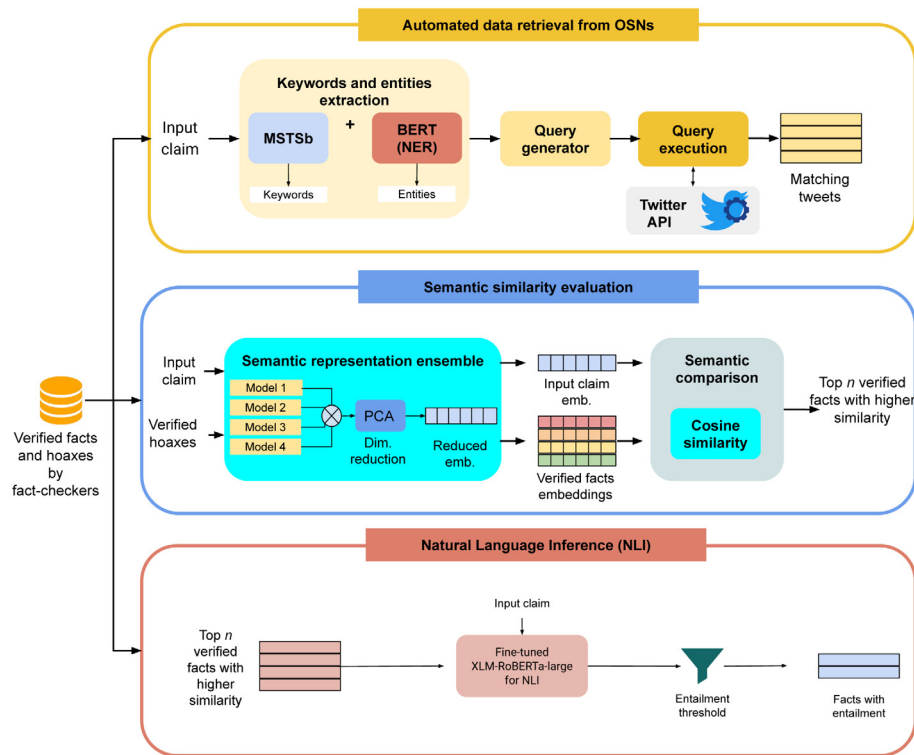 Automated data retrieval from OSNs
Keywords and entities
extraction
Input
claim
MSTSb
+
BERT
(NER)
Keywords
Entities
Query
generator
Query
execution
Twitter
API
Matching
tweets
Verified facts
and hoaxes
by
fact-checkers
Semantic similarity evaluation
Input
claim
Verified
hoaxes
Semantic representation ensemble
Model 1
Model 2
Model 3
Model 4
PCA
Dim.
reduction
Reduced
emb.
Input claim
emb.
Verified facts
embeddings
Semantic
comparison
Cosine
similarity
Top n verified
facts with higher
similarity
Natural Language Inference (NLI)
Top n
verified
facts with
higher
similarity
Input claim
Fine-tuned
XLM-RoBERTa-large
for NLI
Entailment
threshold
Facts with
entailment